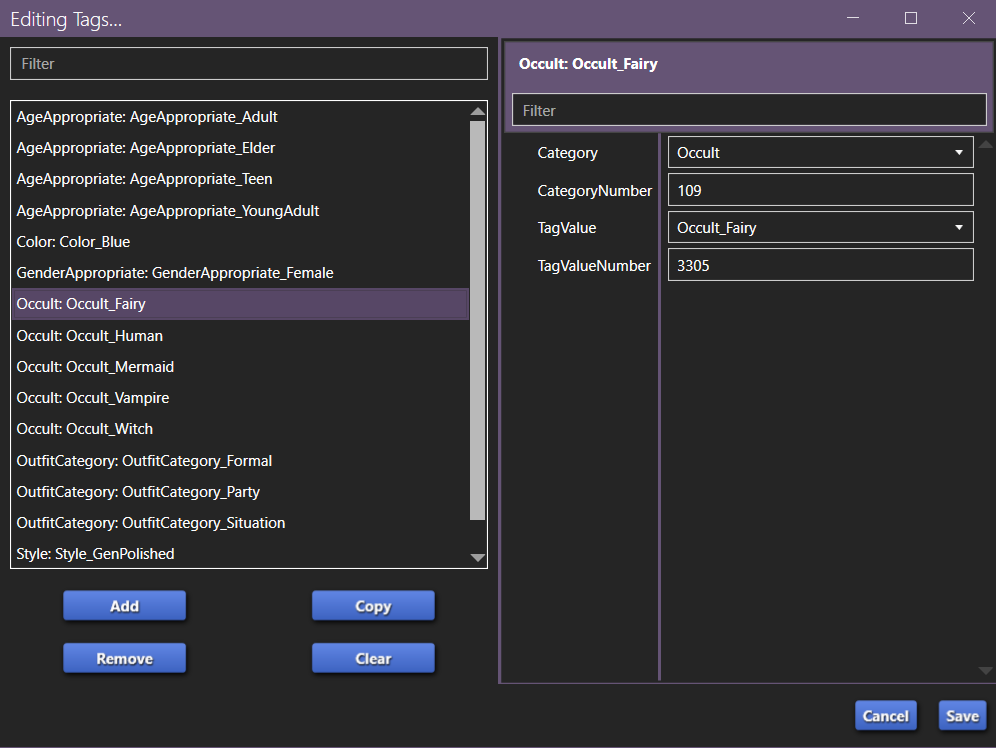 Editing Tags...
Filter
AgeAppropriate: AgeAppropriate_Adult
AgeAppropriate: AgeAppropriate_Elder
AgeAppropriate: AgeAppropriate_Teen
AgeAppropriate: AgeAppropriate_YoungAdult
Color: Color_Blue
GenderAppropriate: GenderAppropriate_Female
Occult: Occult_Fairy
Occult: Occult_Human
Occult: Occult_Mermaid
Occult: Occult_Vampire
Occult: Occult_Witch
OutfitCategory: OutfitCategory_Formal
OutfitCategory: OutfitCategory_Party
OutfitCategory: OutfitCategory_Situation
Style: Style_GenPolished
Add Copy
Remove Clear
Occult: Occult_Fairy
Filter
Category Occult
CategoryNumber 109
TagValue Occult_Fairy
TagValueNumber 3305
Cancel Save